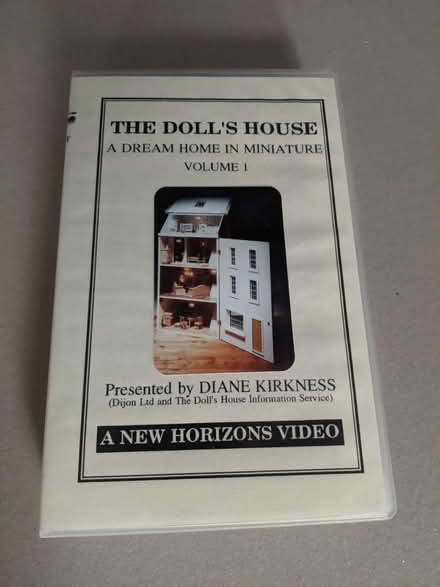 THE DOLL'S HOUSE
A DREAM HOME IN MINIATURE
VOLUME 1
Presented by DIANE KIRKNESS
(Dijon Ltd and The Doll's House Information Service)
A NEW HORIZONS VIDEO